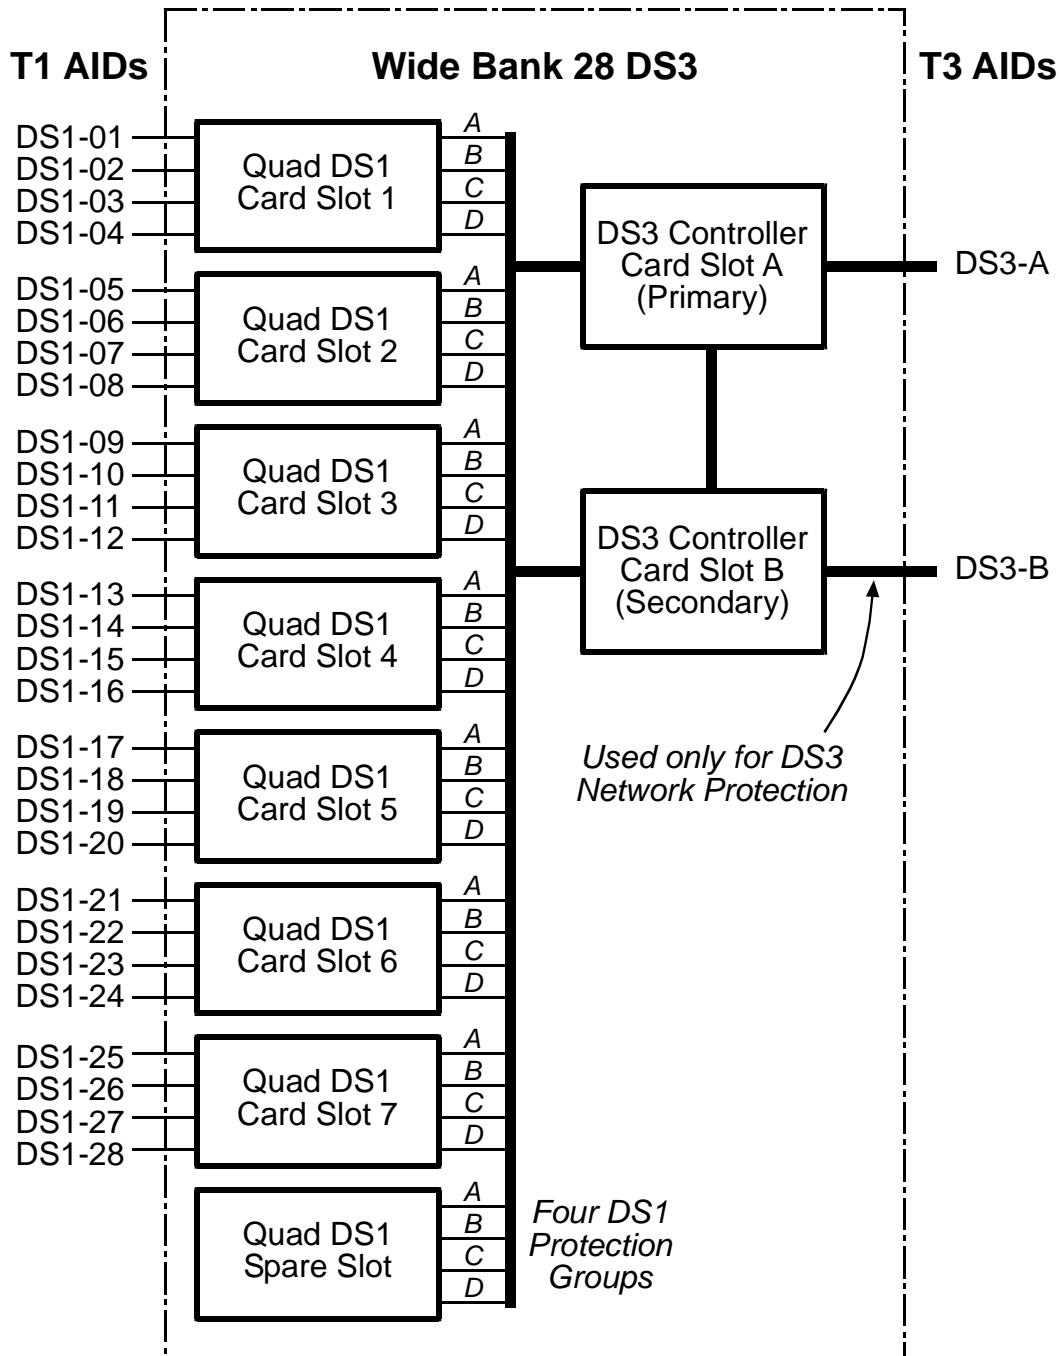 T1 AIDs
Wide Bank 28 DS3
T3 AIDs
DS1-01
DS1-02
DS1-03
DS1-04
Quad DS1
Card Slot 1
A
B
C
D
DS1-05
DS1-06
DS1-07
DS1-08
Quad DS1
Card Slot 2
A
B
C
D
DS1-09
DS1-10
DS1-11
DS1-12
Quad DS1
Card Slot 3
A
B
C
D
DS1-13
DS1-14
DS1-15
DS1-16
Quad DS1
Card Slot 4
A
B
C
D
DS1-17
DS1-18
DS1-19
DS1-20
Quad DS1
Card Slot 5
A
B
C
D
DS1-21
DS1-22
DS1-23
DS1-24
Quad DS1
Card Slot 6
A
B
C
D
DS1-25
DS1-26
DS1-27
DS1-28
Quad DS1
Card Slot 7
A
B
C
D
Quad DS1
Spare Slot
A
B
C
D
Four DS1
Protection
Groups
DS3 Controller
Card Slot A
(Primary)
DS3-A
DS3 Controller
Card Slot B
(Secondary)
DS3-B
Used only for DS3
Network Protection